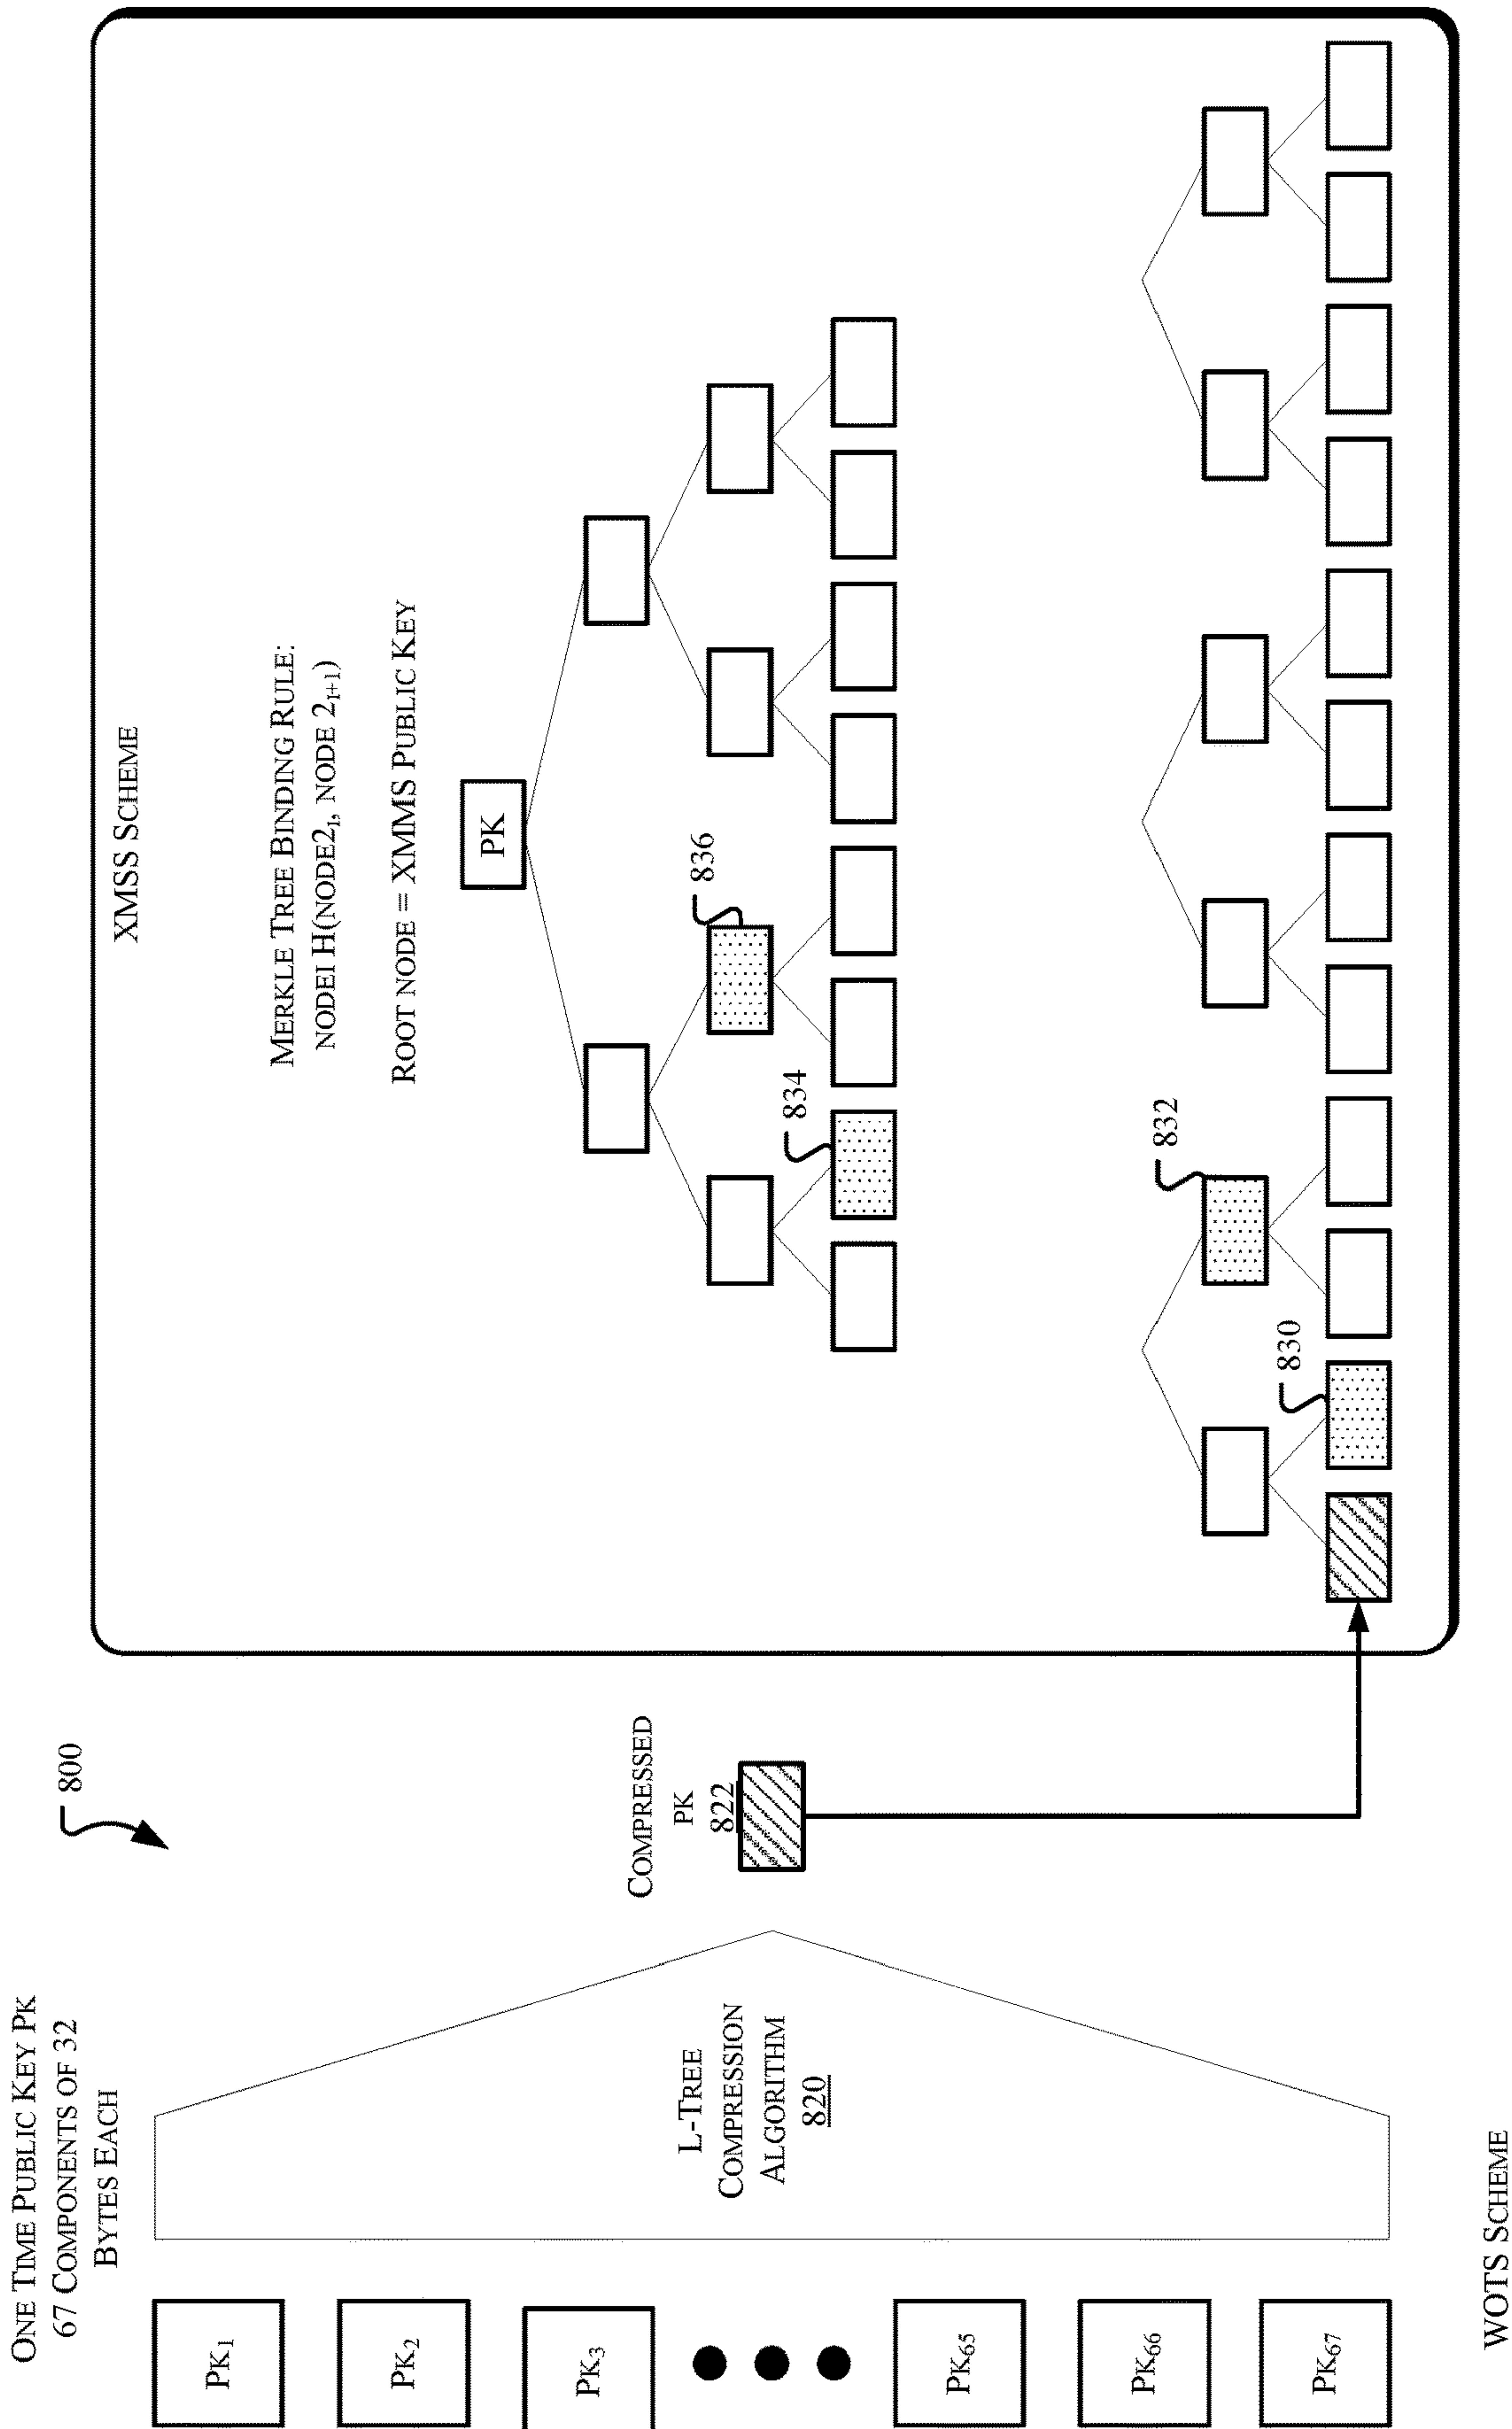 ONE TIME PUBLIC KEY PK
67 COMPONENTS OF 32
BYTES EACH
PK1
PK2
PK3
PK65
PK66
PK67
WOTS SCHEME
L-TREE
COMPRESSION
ALGORITHM
820
800
COMPRESSED
PK
822
XMSS SCHEME
MERKLE TREE BINDING RULE:
NODEI H(NODE2I, NODE 2I+1)
ROOT NODE = XMMS PUBLIC KEY
PK
836
834
832
830